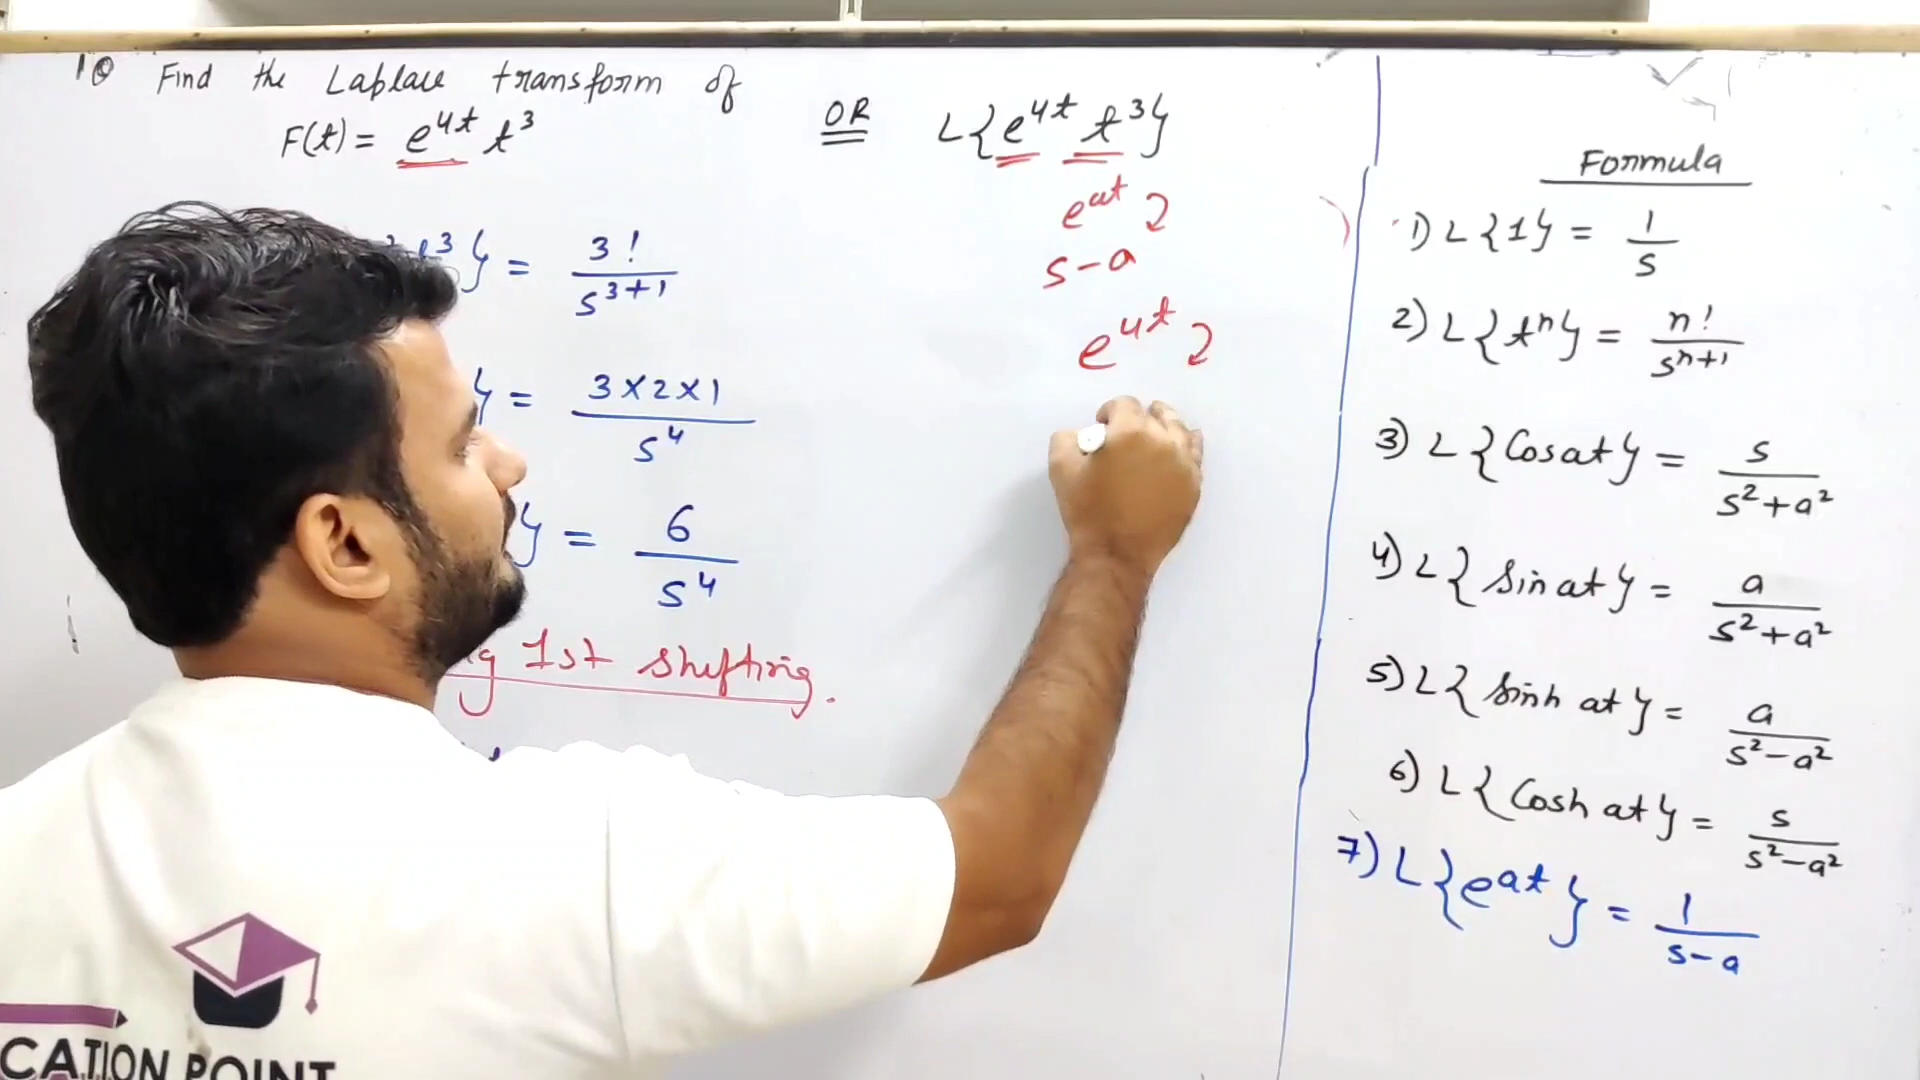 1Q Find the Laplace transform of
F(t) = e^{4t} t^3
OR L{e^{4t} t^3}
t^3} = 3! / s^{3+1}
} = 3×2×1 / s^4
} = 6 / s^4
g 1st shifting.
e^{at} 2
s-a
e^{4t} 2
Formula
1) L{1} = 1 / s
2) L{t^n} = n! / s^{n+1}
3) L{Cos at} = s / s^2+a^2
4) L{sin at} = a / s^2+a^2
5) L{sinh at} = a / s^2-a^2
6) L{Cosh at} = s / s^2-a^2
7) L{e^{at}} = 1 / s-a
CATION POINT